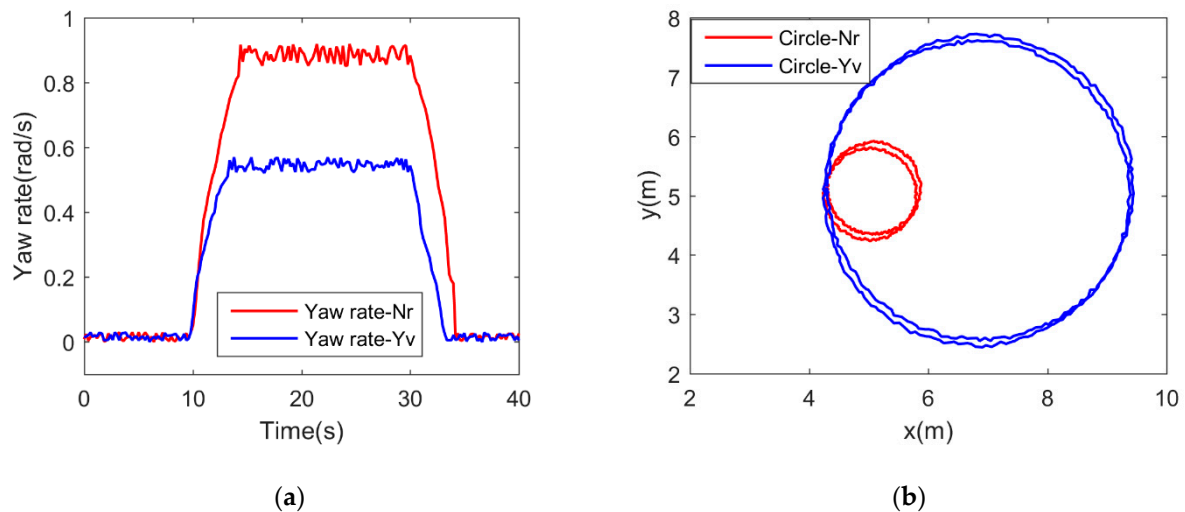 1
0.8
0.6
0.4
0.2
0
Yaw rate(rad/s)
Yaw rate-Nr
Yaw rate-Yv
0 10 20 30 40
Time(s)
(a)
8
7
6
5
4
3
2
y(m)
Circle-Nr
Circle-Yv
2 4 6 8 10
x(m)
(b)